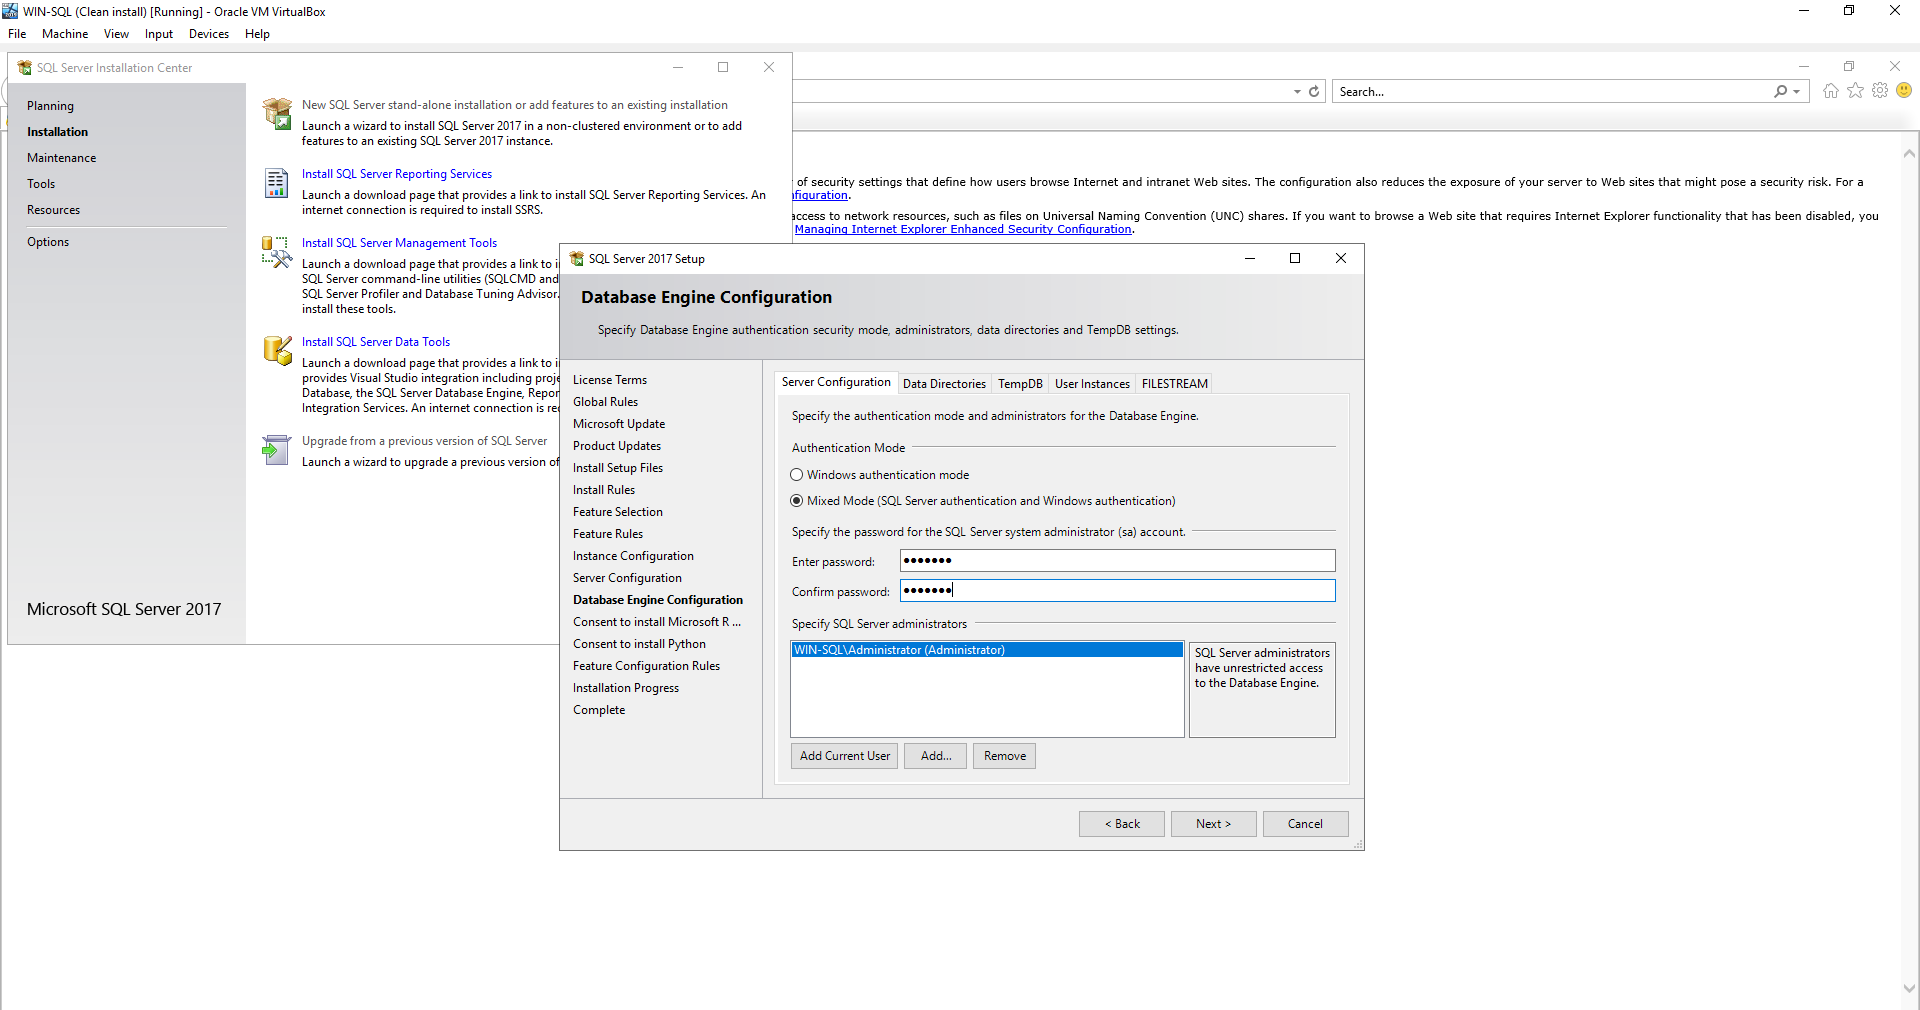 WIN-SQL (Clean install) [Running] - Oracle VM VirtualBox
File Machine View Input Devices Help
SQL Server Installation Center
Planning
Installation
Maintenance
Tools
Resources
Options
Microsoft SQL Server 2017
New SQL Server stand-alone installation or add features to an existing installation
Launch a wizard to install SQL Server 2017 in a non-clustered environment or to add
features to an existing SQL Server 2017 instance.
Install SQL Server Reporting Services
Launch a download page that provides a link to install SQL Server Reporting Services. An
internet connection is required to install SSRS.
Install SQL Server Management Tools
Launch a download page that provides a link to i
SQL Server command-line utilities (SQLCMD and
SQL Server Profiler and Database Tuning Advisor.
install these tools.
Install SQL Server Data Tools
Launch a download page that provides a link to i
provides Visual Studio integration including proje
Database, the SQL Server Database Engine, Repor
Integration Services. An internet connection is re
Upgrade from a previous version of SQL Server
Launch a wizard to upgrade a previous version of
Search...
of security settings that define how users browse Internet and intranet Web sites. The configuration also reduces the exposure of your server to Web sites that might pose a security risk. For a
nfiguration.
access to network resources, such as files on Universal Naming Convention (UNC) shares. If you want to browse a Web site that requires Internet Explorer functionality that has been disabled, you
Managing Internet Explorer Enhanced Security Configuration.
SQL Server 2017 Setup
Database Engine Configuration
Specify Database Engine authentication security mode, administrators, data directories and TempDB settings.
License Terms
Global Rules
Microsoft Update
Product Updates
Install Setup Files
Install Rules
Feature Selection
Feature Rules
Instance Configuration
Server Configuration
Database Engine Configuration
Consent to install Microsoft R ...
Consent to install Python
Feature Configuration Rules
Installation Progress
Complete
Server Configuration Data Directories TempDB User Instances FILESTREAM
Specify the authentication mode and administrators for the Database Engine.
Authentication Mode
Windows authentication mode
Mixed Mode (SQL Server authentication and Windows authentication)
Specify the password for the SQL Server system administrator (sa) account.
Enter password: ●●●●●●●
Confirm password: ●●●●●●●
Specify SQL Server administrators
WIN-SQL\Administrator (Administrator)
SQL Server administrators
have unrestricted access
to the Database Engine.
Add Current User Add... Remove
< Back Next > Cancel